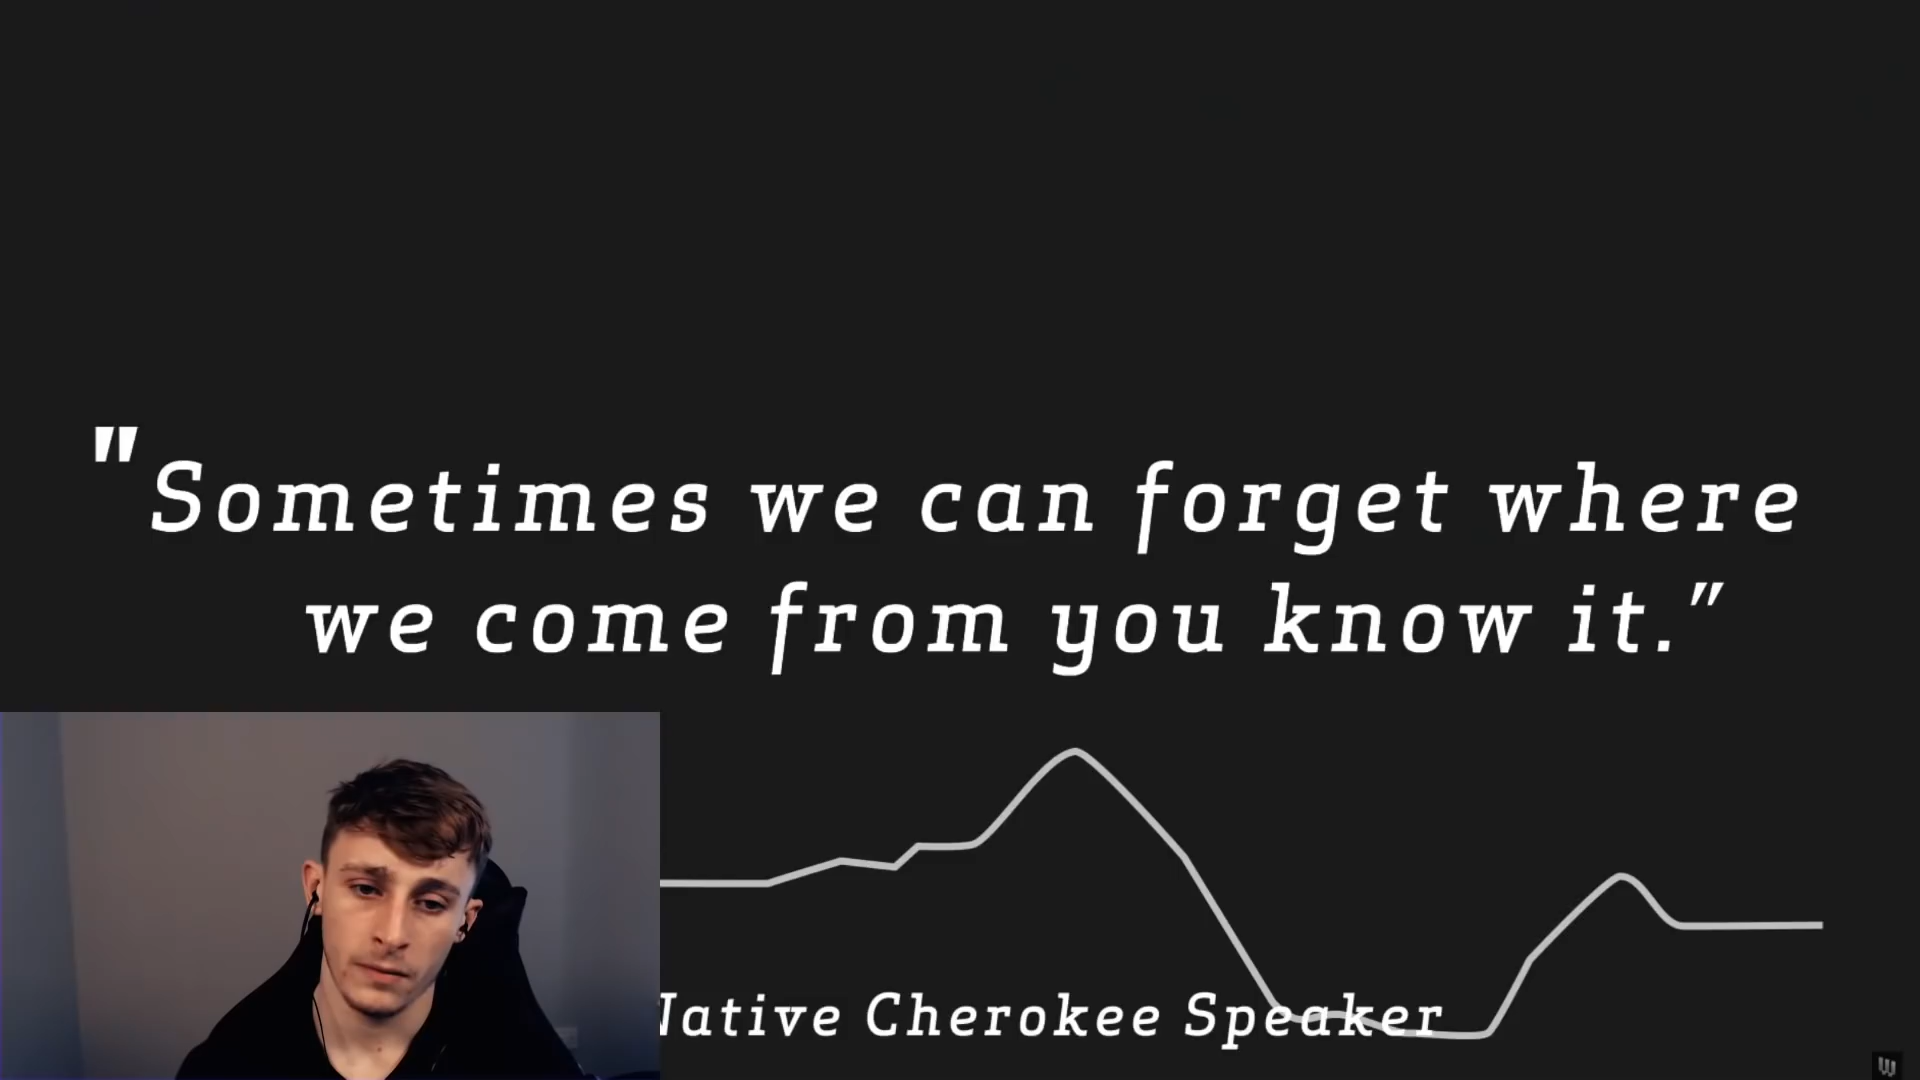 "Sometimes we can forget where
we come from you know it.”
Native Cherokee Speaker